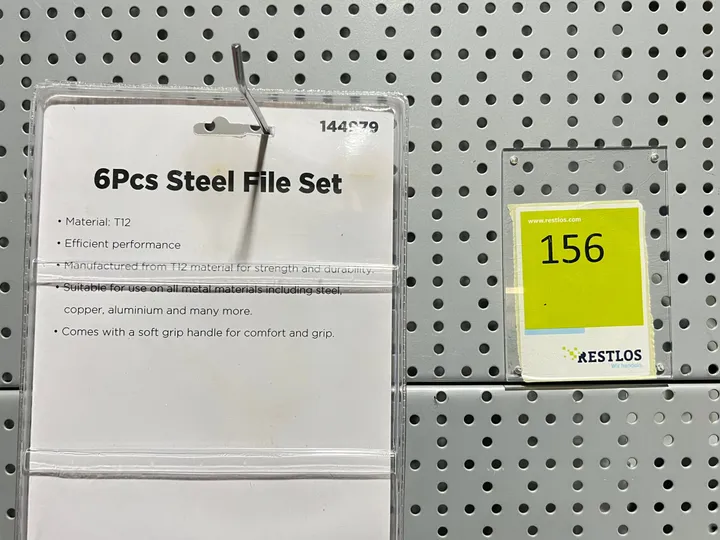 144979
6Pcs Steel File Set
• Material: T12
• Efficient performance
• Manufactured from T12 material for strength and durability.
• Suitable for use on all metal materials including steel,
copper, aluminium and many more.
• Comes with a soft grip handle for comfort and grip.
www.restlos.com
156
RESTLOS